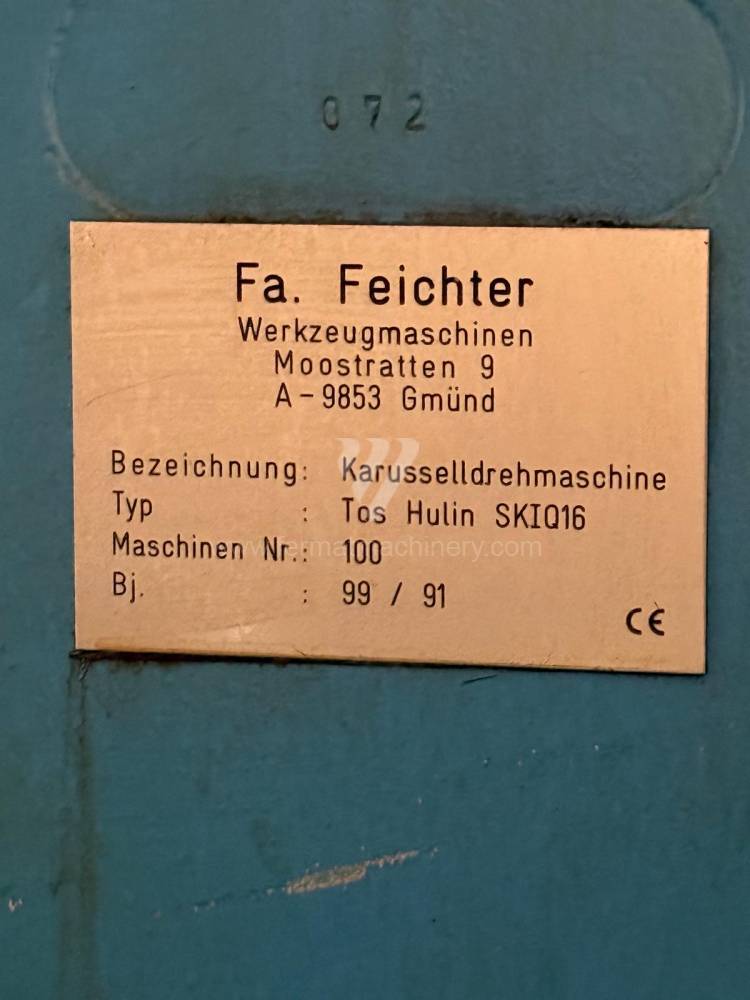 072
Fa. Feichter
Werkzeugmaschinen
Moostratten 9
A-9853 Gmünd
Bezeichnung: Karusselldrehmaschine
Typ : Tos Hulin SKIQ16
Maschinen Nr.: 100
Bj. : 99 / 91
CE